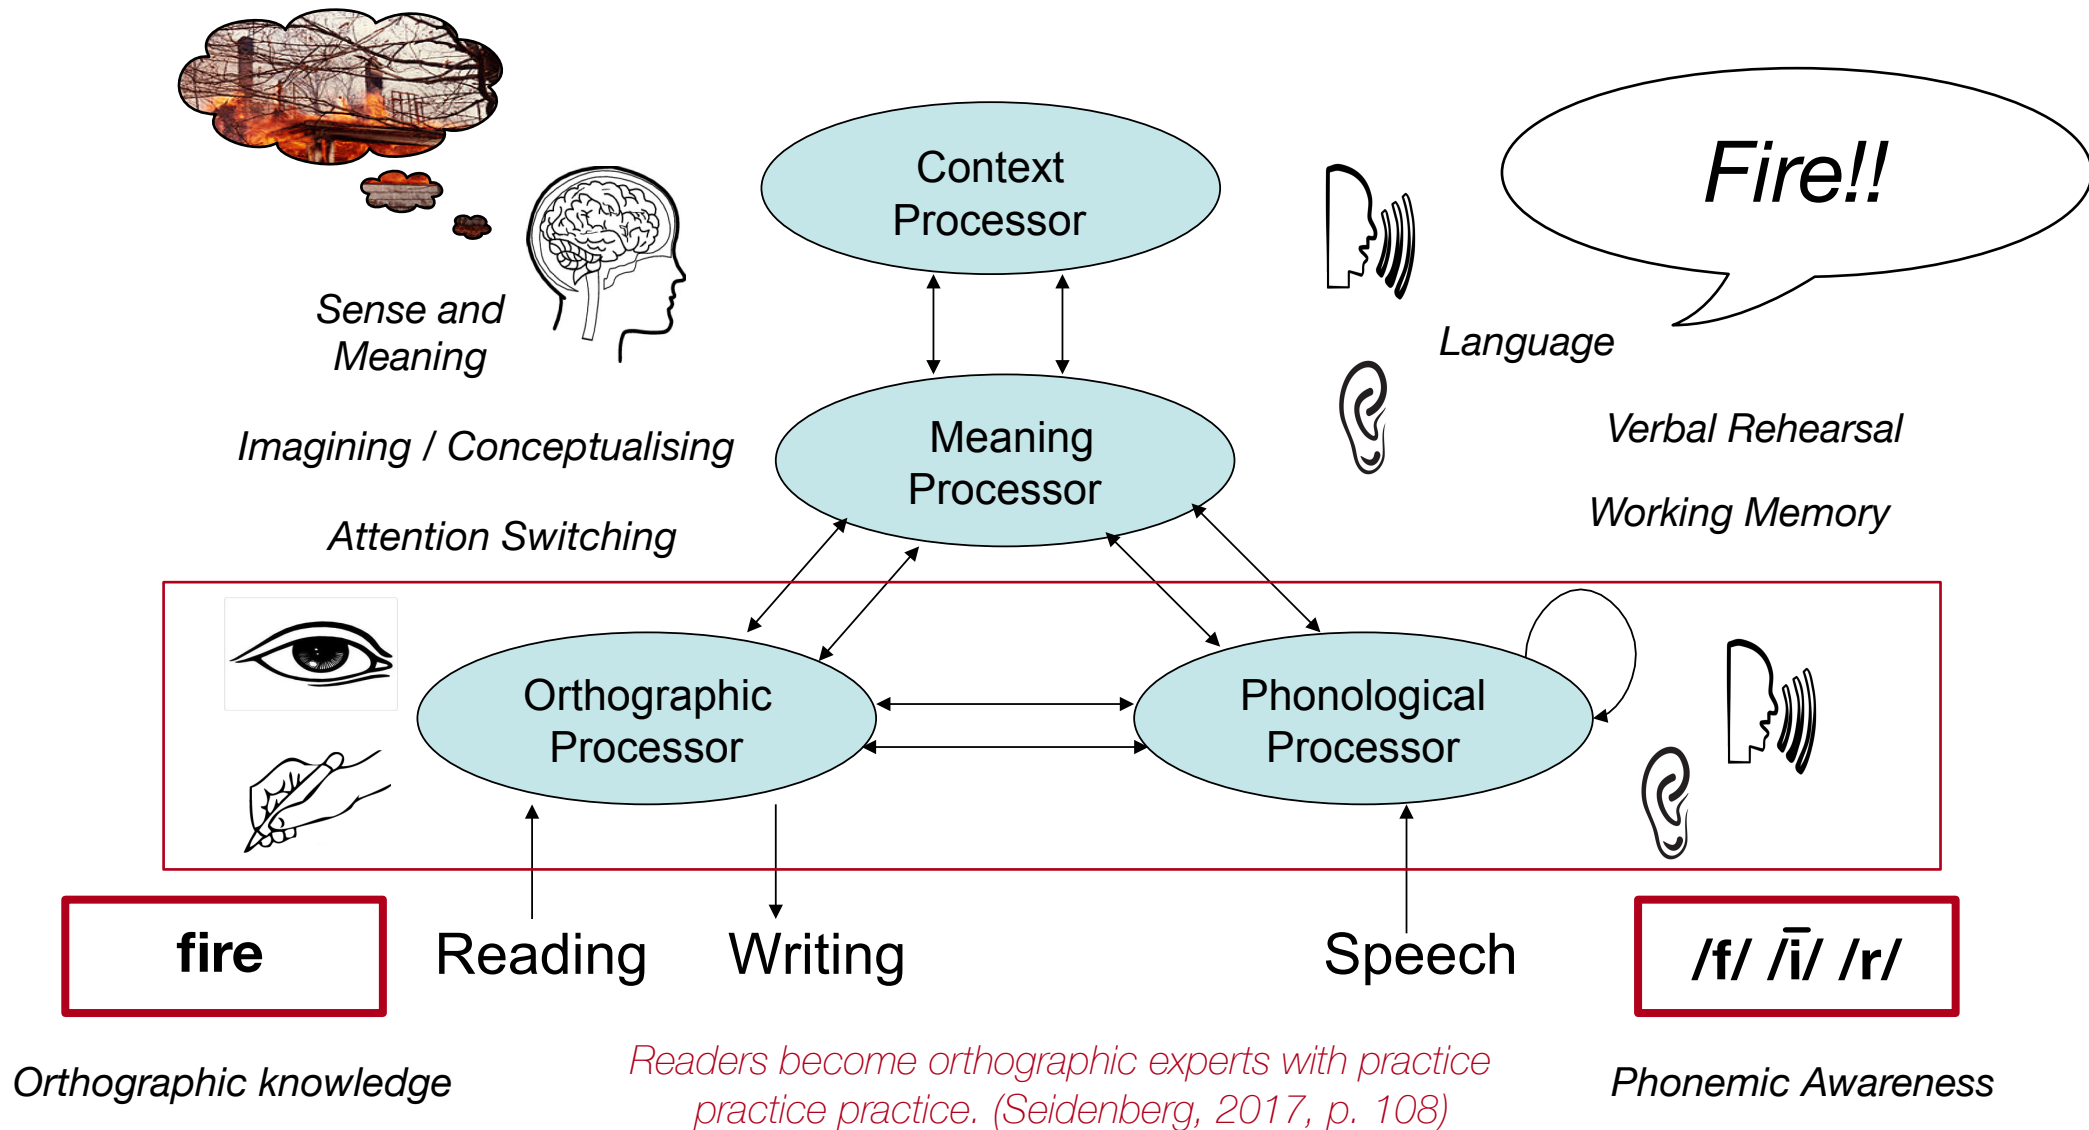 Context
Processor
Fire!!
Sense and
Meaning
Language
Imagining / Conceptualising
Meaning
Processor
Verbal Rehearsal
Attention Switching
Working Memory
Orthographic
Processor
Phonological
Processor
fire
Reading
Writing
Speech
/f/ /ī/ /r/
Orthographic knowledge
Readers become orthographic experts with practice
practice practice. (Seidenberg, 2017, p. 108)
Phonemic Awareness